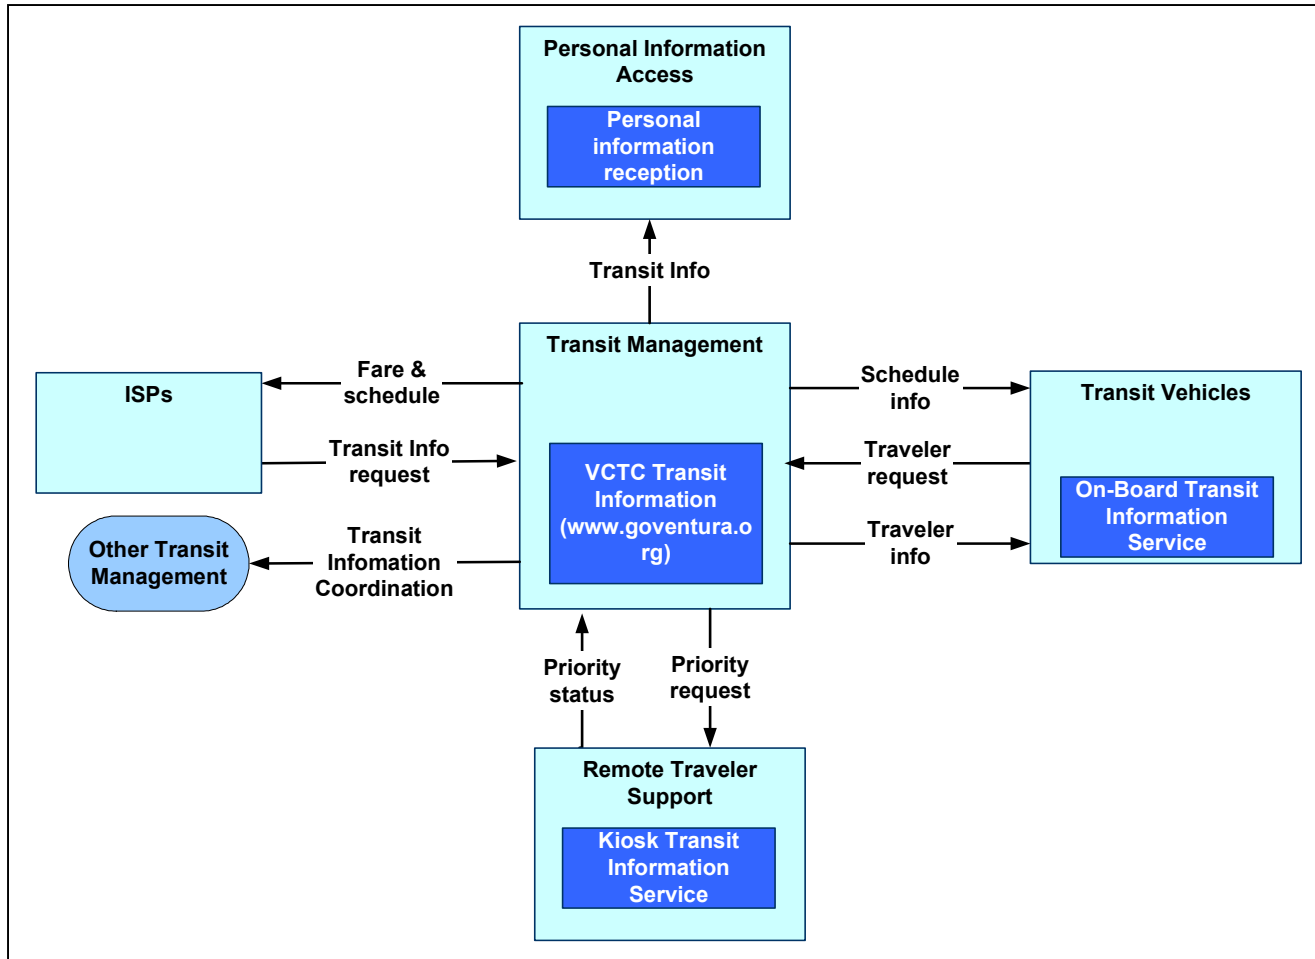 Personal Information
Access
Personal
information
reception
Transit Info
Transit Management
VCTC Transit
Information
(www.goventura.o
rg)
ISPs
Fare &
schedule
Transit Info
request
Other Transit
Management
Transit
Infomation
Coordination
Schedule
info
Traveler
request
Traveler
info
Transit Vehicles
On-Board Transit
Information
Service
Priority
status
Priority
request
Remote Traveler
Support
Kiosk Transit
Information
Service